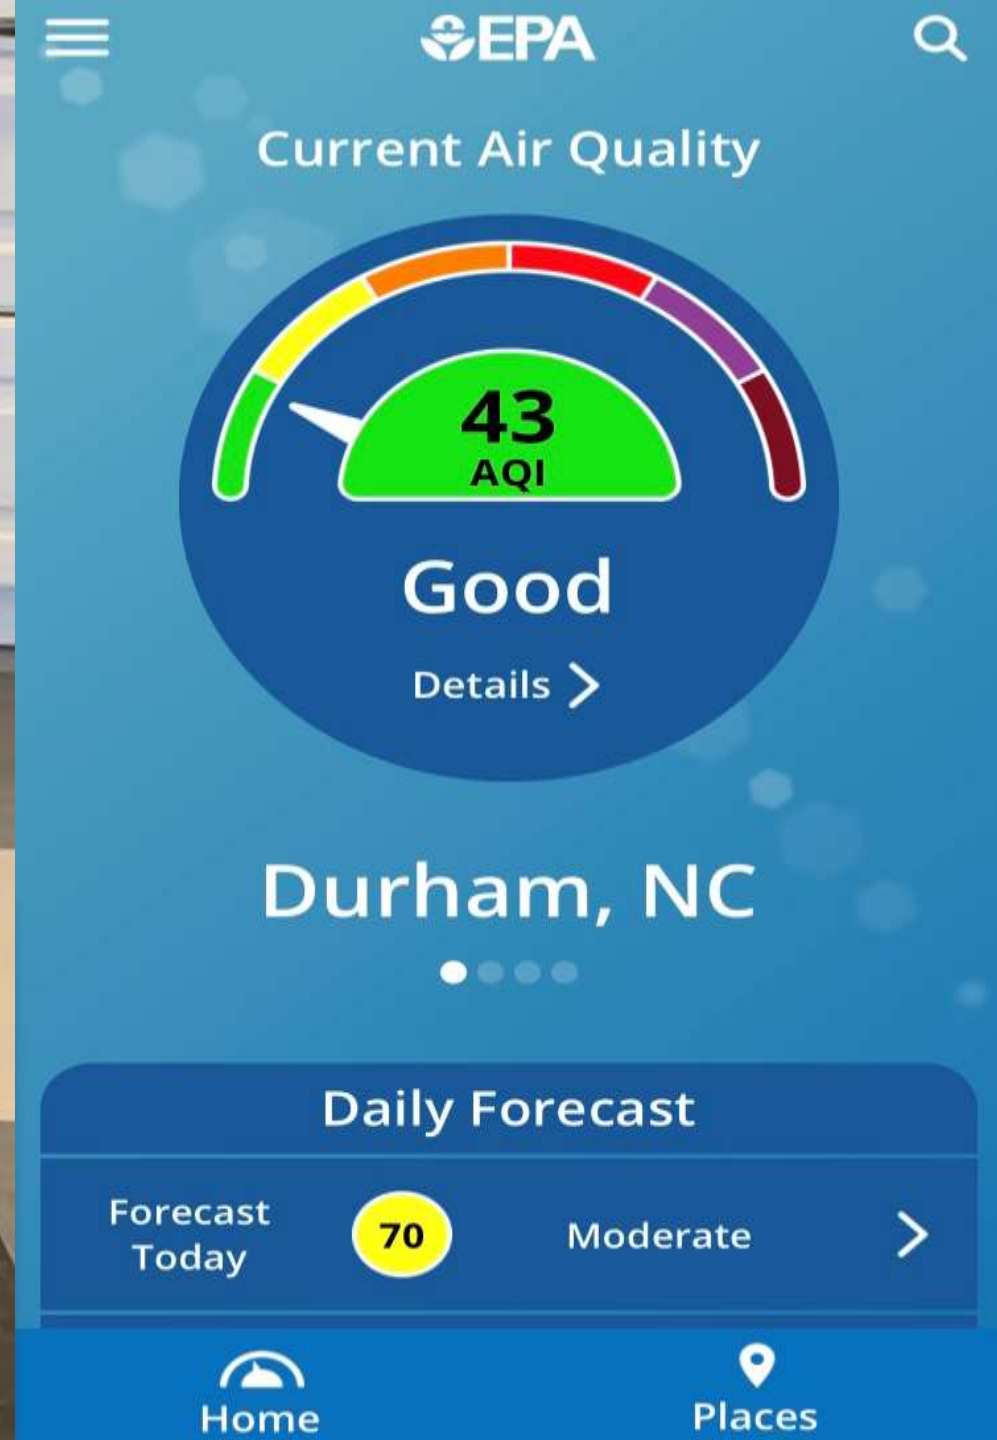 EPA
Current Air Quality
43
AQI
Good
Details
Durham, NC
Daily Forecast
Forecast
Today
70
Moderate
Home
Places